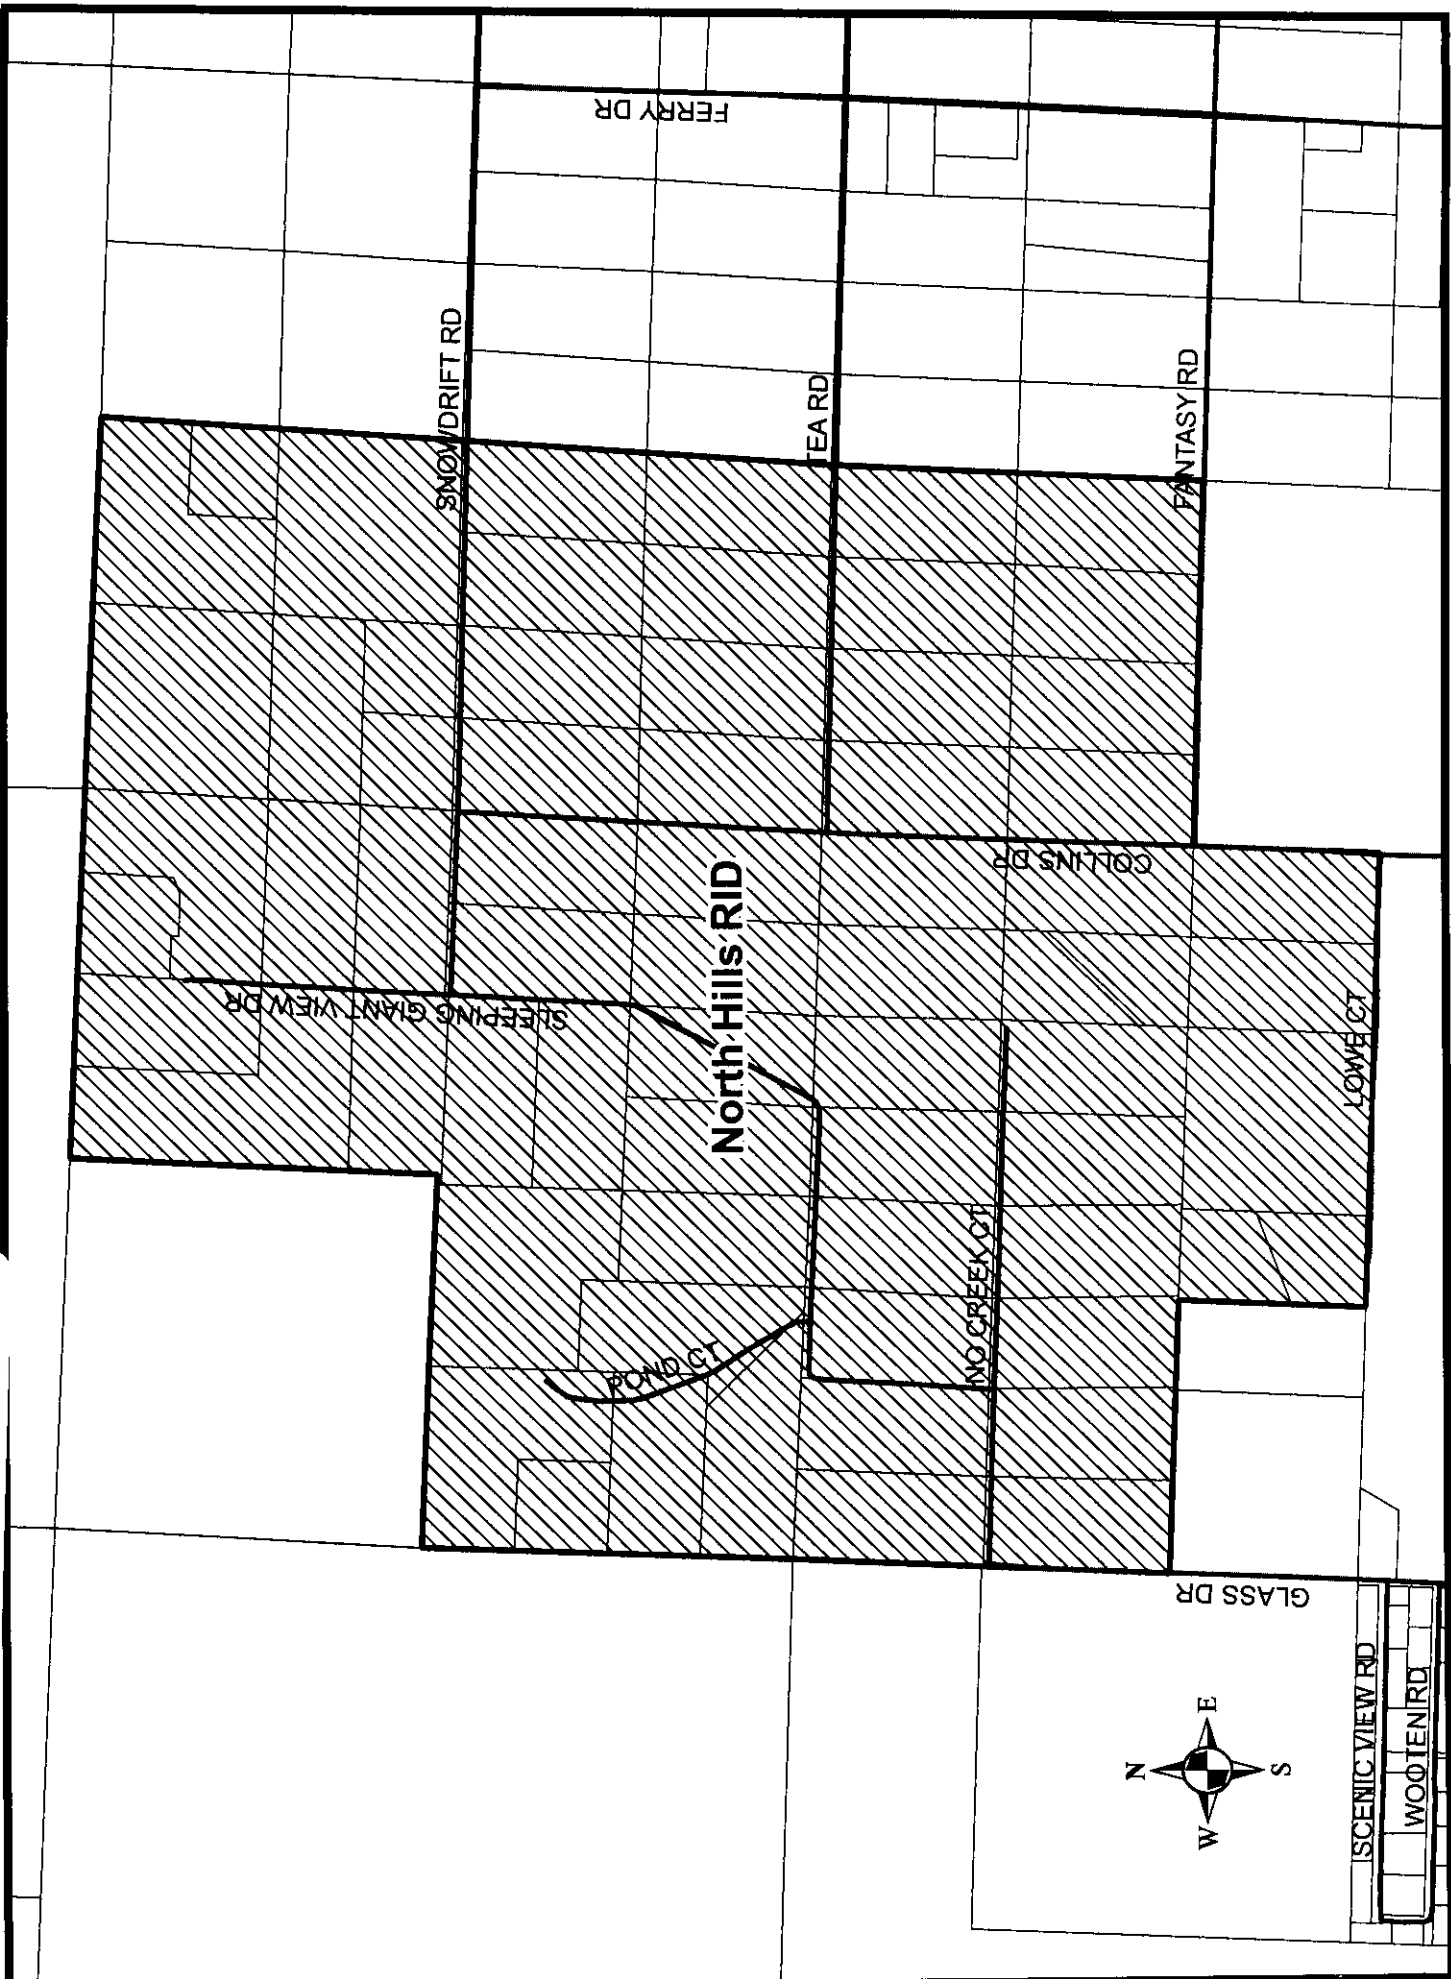 SNOWDRIFT RD
FERRY DR
TEA RD
FANTASY RD
SLEEPING GIANT VIEW DR
North Hills RID
COLLINS DR
POND CT
NO CREEK CT
LOWE CT
GLASS DR
SCENIC VIEW RD
WOOTEN RD
N
W
E
S